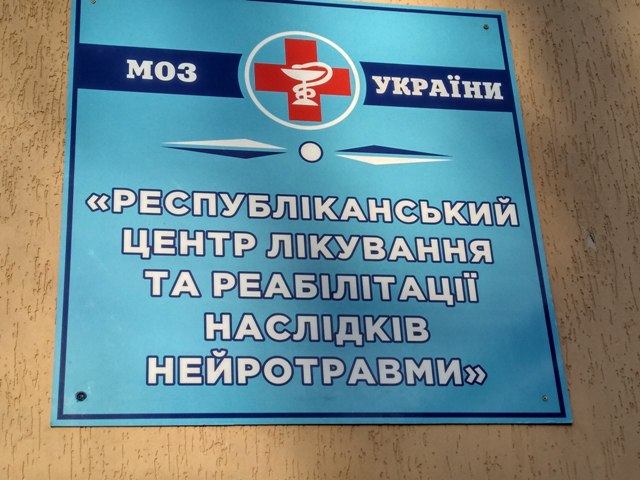 МОЗ УКРАЇНИ
«РЕСПУБЛІКАНСЬКИЙ
ЦЕНТР ЛІКУВАННЯ
ТА РЕАБІЛІТАЦІЇ
НАСЛІДКІВ
НЕЙРОТРАВМИ»